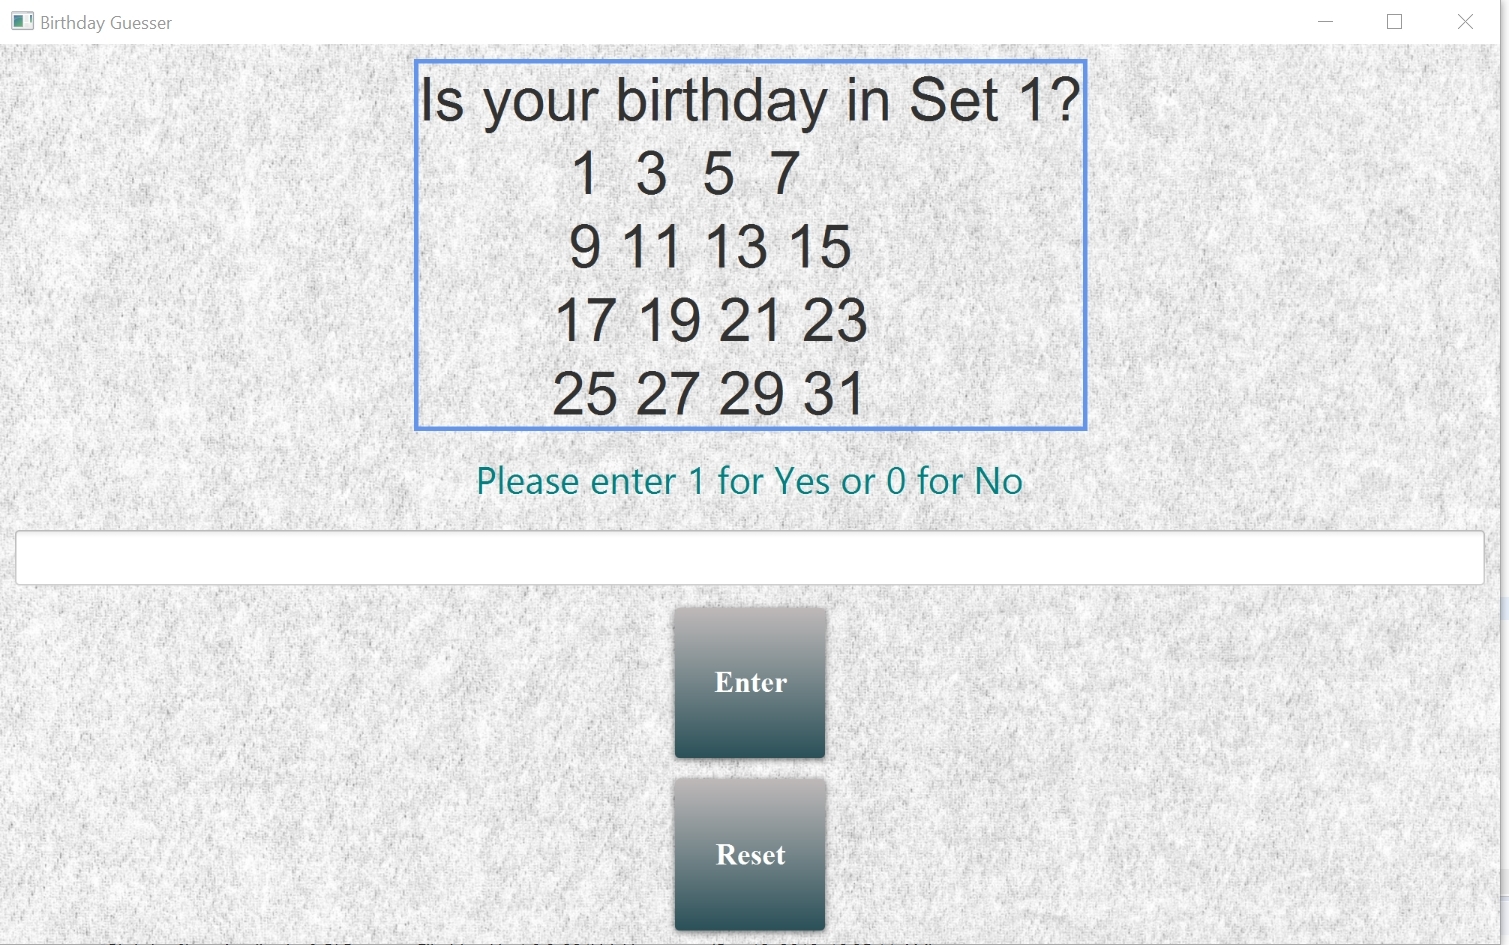 Birthday Guesser
Is your birthday in Set 1?
1 3 5 7
9 11 13 15
17 19 21 23
25 27 29 31
Please enter 1 for Yes or 0 for No
Enter
Reset